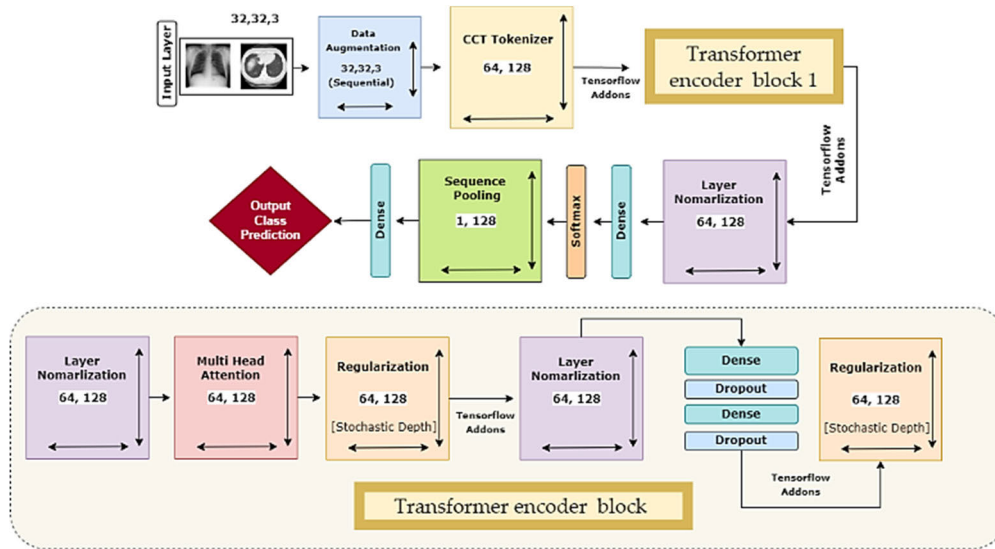 32,32,3
Input Layer
Data
Augmentation
32,32,3
(Sequential)
CCT Tokenizer
64, 128
Tensorflow
Addons
Transformer
encoder block 1
Tensorflow
Addons
Layer
Nomarlization
64, 128
Dense
Softmax
Sequence
Pooling
1, 128
Dense
Output
Class
Prediction
Layer
Nomarlization
64, 128
Multi Head
Attention
64, 128
Regularization
64, 128
[Stochastic Depth]
Tensorflow
Addons
Layer
Nomarlization
64, 128
Dense
Dropout
Dense
Dropout
Tensorflow
Addons
Regularization
64, 128
[Stochastic Depth]
Transformer encoder block